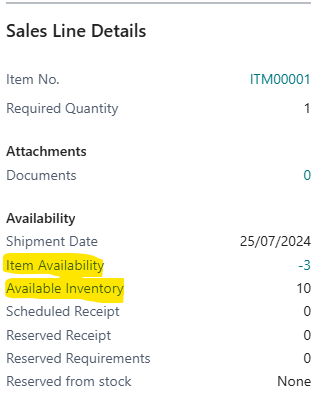 Sales Line Details
Item No. ITM00001
Required Quantity 1
Attachments
Documents 0
Availability
Shipment Date 25/07/2024
Item Availability -3
Available Inventory 10
Scheduled Receipt 0
Reserved Receipt 0
Reserved Requirements 0
Reserved from stock None